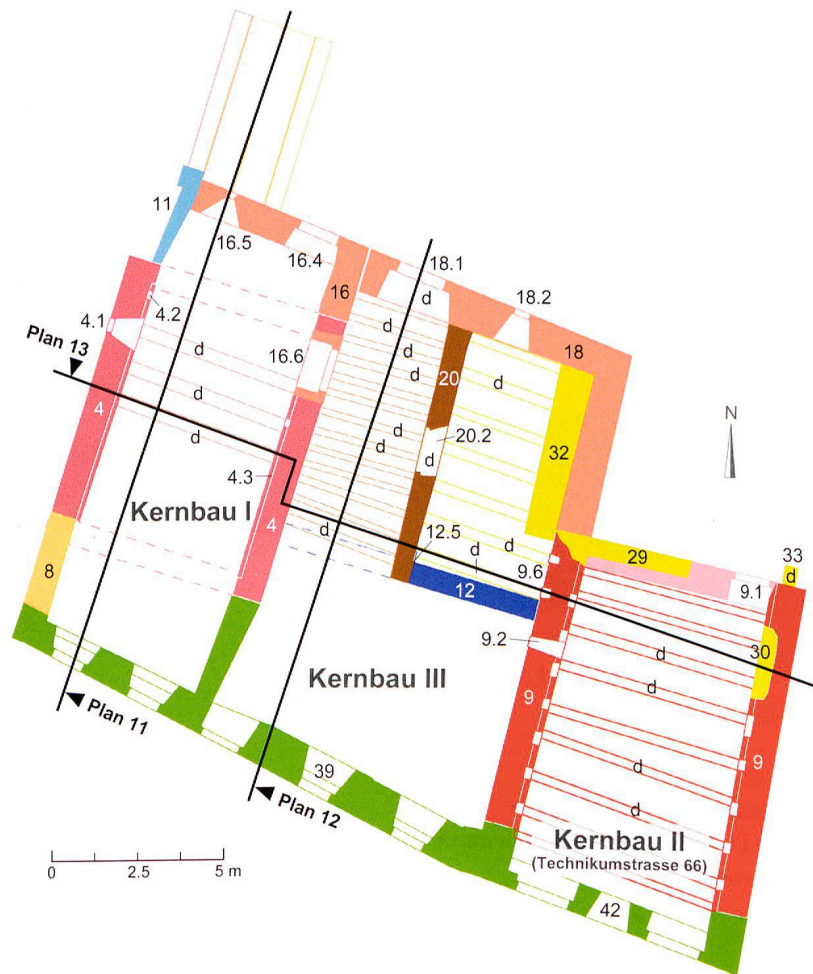 11
16.5
16.4
18.1
d
18.2
4.1
4.2
16
d
Plan 13
16.6
d
18
d
d
20
d
4
d
d
20.2
N
d
d
32
4.3
Kernbau I
4
d
12.5
d
d
29
33
d
8
9.6
9.1
12
9.2
30
d
Kernbau III
d
Plan 11
9
9
39
d
Plan 12
d
Kernbau II
(Technikumstrasse 66)
0 2.5 5 m
42